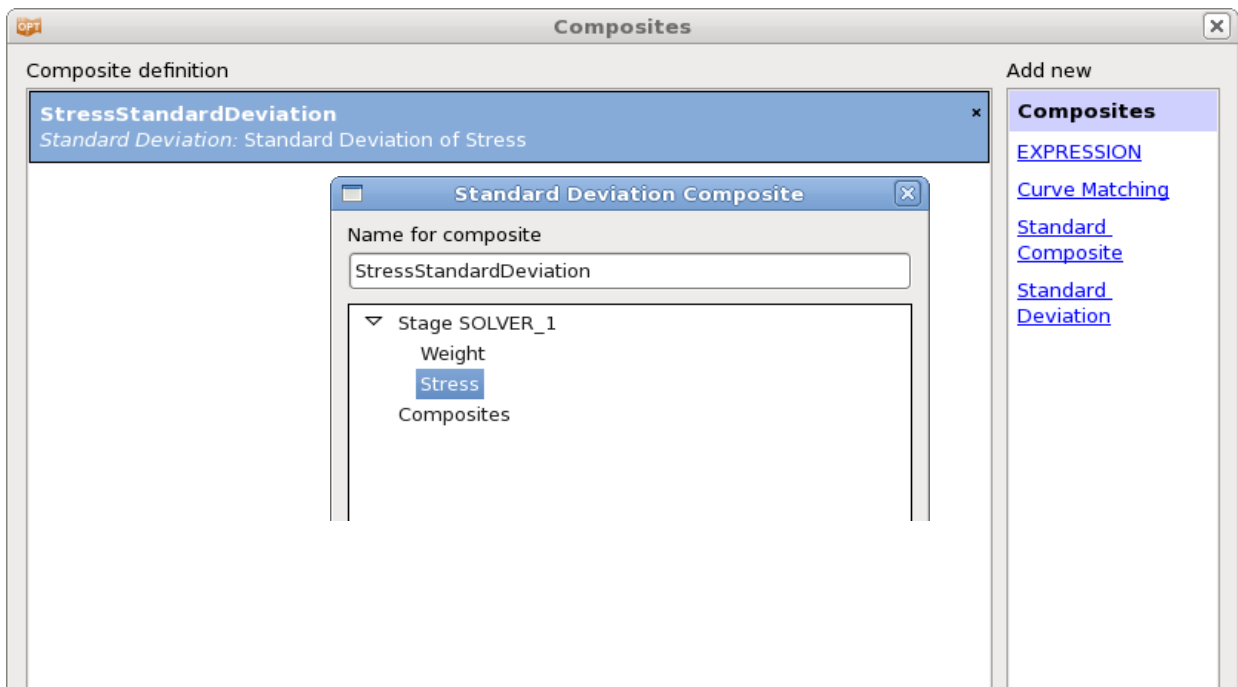 OPT
Composites
Composite definition
StressStandardDeviation
Standard Deviation: Standard Deviation of Stress
Standard Deviation Composite
Name for composite
StressStandardDeviation
Stage SOLVER_1
Weight
Stress
Composites
Add new
Composites
EXPRESSION
Curve Matching
Standard
Composite
Standard
Deviation